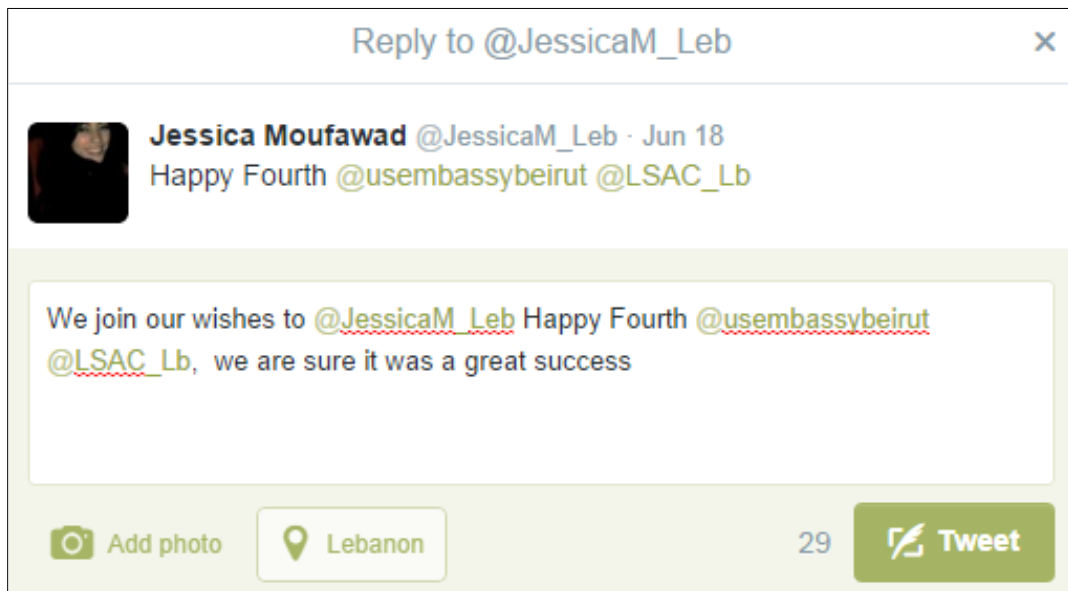 Reply to @JessicaM_Leb ×
Jessica Moufawad @JessicaM_Leb · Jun 18
Happy Fourth @usembassybeirut @LSAC_Lb
We join our wishes to @JessicaM_Leb Happy Fourth @usembassybeirut
@LSAC_Lb,  we are sure it was a great success
Add photo Lebanon 29 Tweet